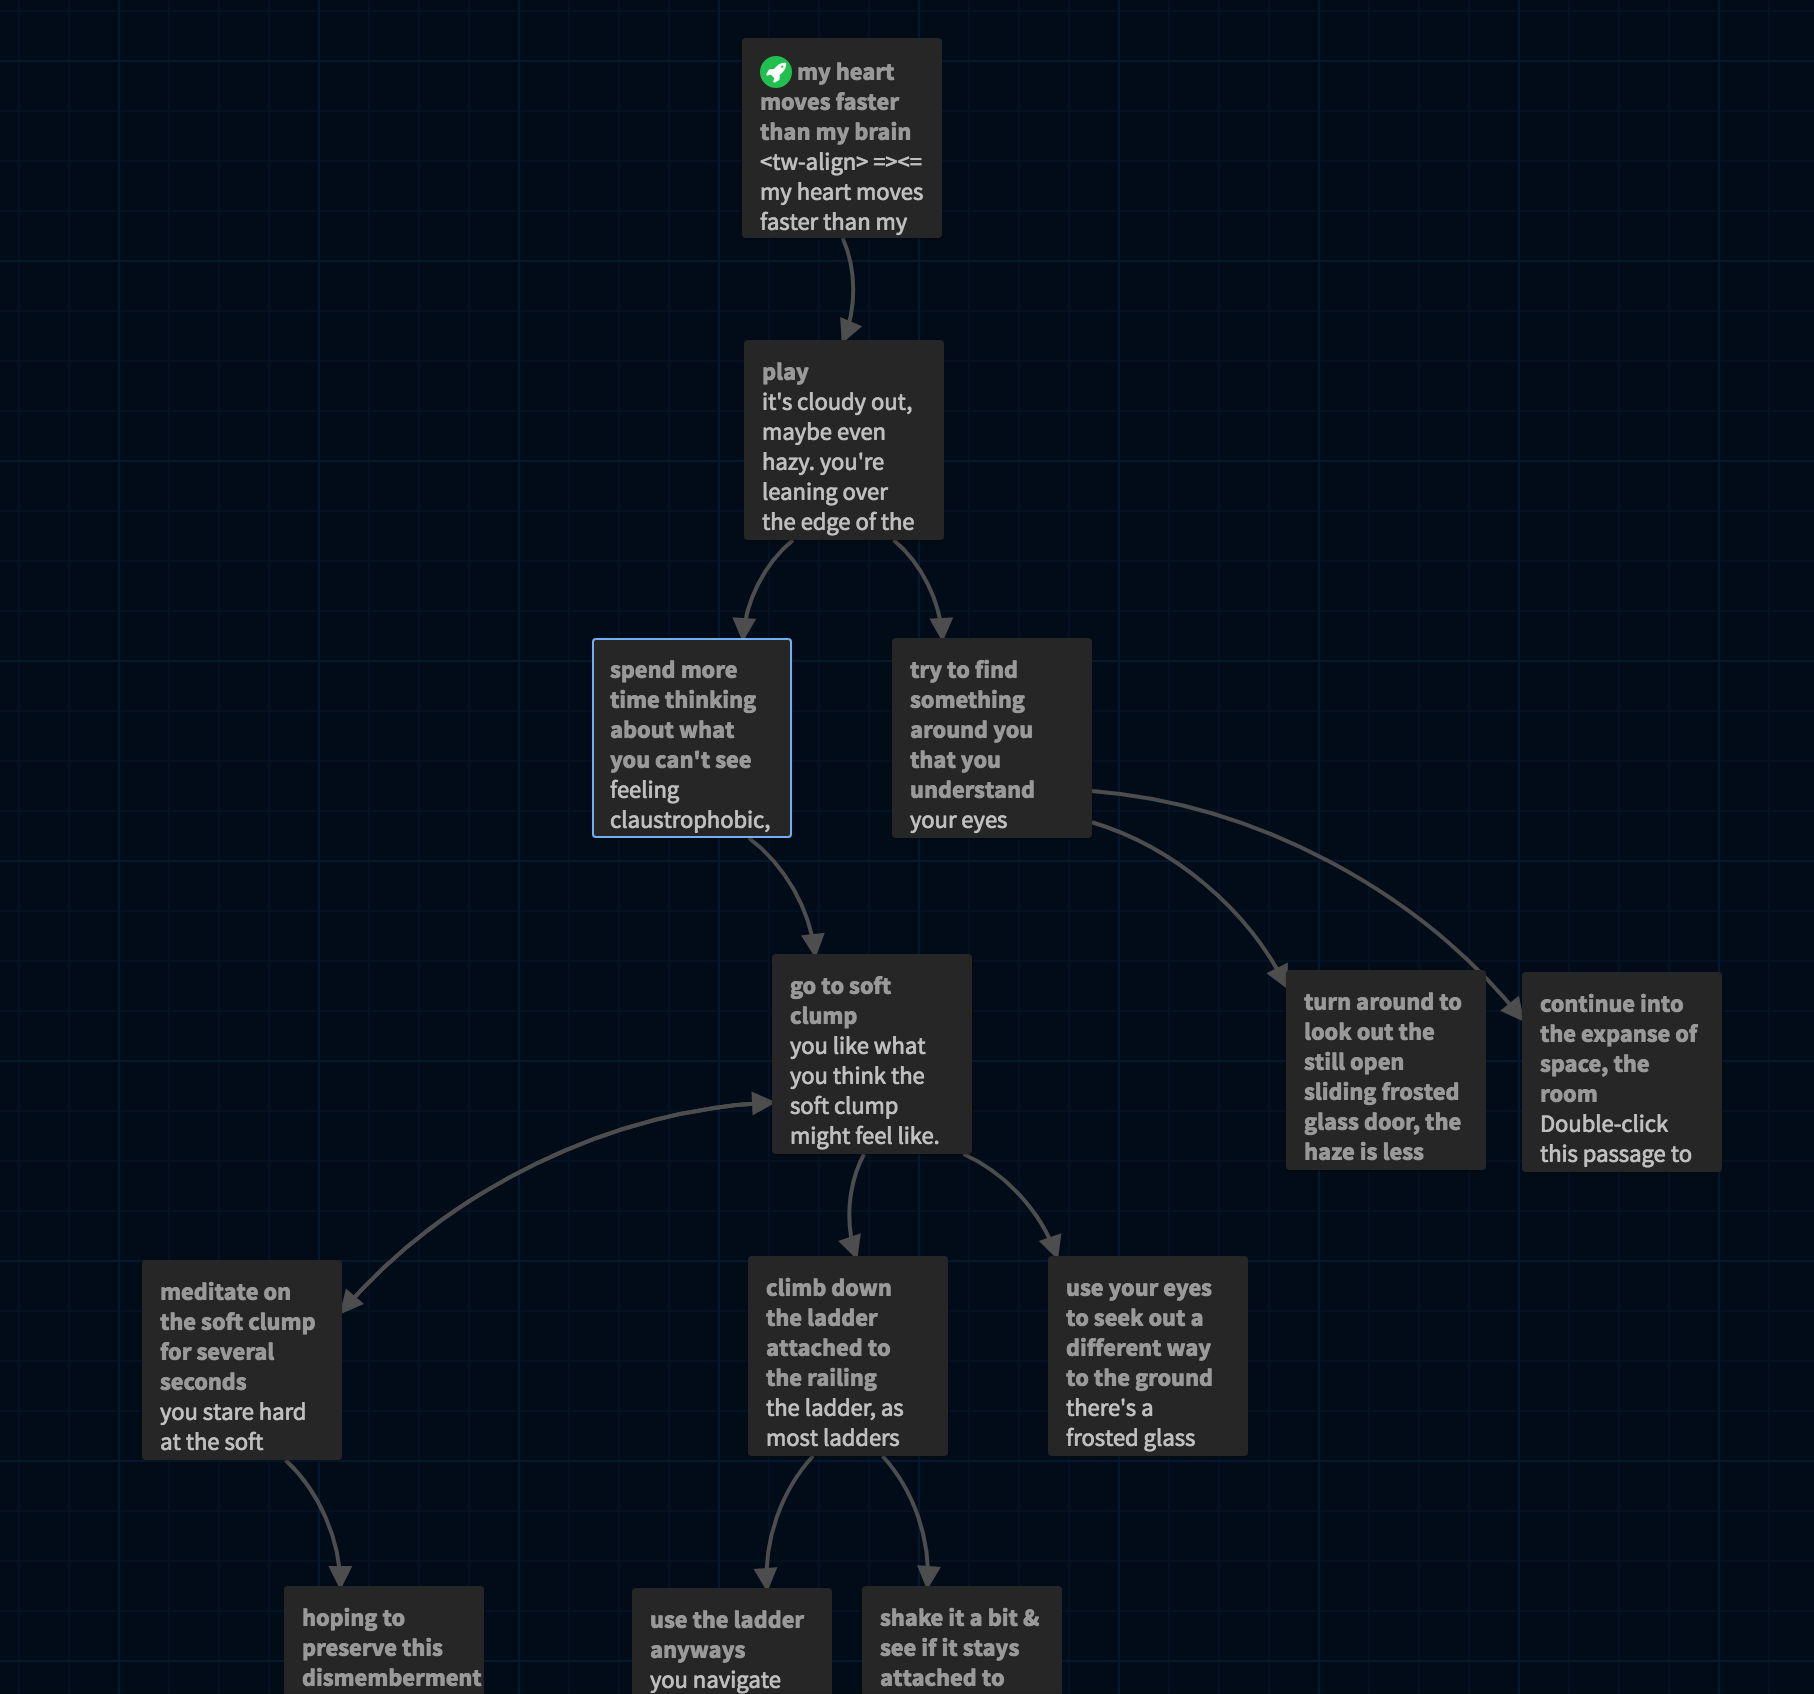 my heart
moves faster
than my brain
<tw-align> =><=
my heart moves
faster than my
play
it's cloudy out,
maybe even
hazy. you're
leaning over
the edge of the
spend more
time thinking
about what
you can't see
feeling
claustrophobic,
try to find
something
around you
that you
understand
your eyes
go to soft
clump
you like what
you think the
soft clump
might feel like.
turn around to
look out the
still open
sliding frosted
glass door, the
haze is less
continue into
the expanse of
space, the
room
Double-click
this passage to
meditate on
the soft clump
for several
seconds
you stare hard
at the soft
climb down
the ladder
attached to
the railing
the ladder, as
most ladders
use your eyes
to seek out a
different way
to the ground
there's a
frosted glass
hoping to
preserve this
dismemberment
use the ladder
anyways
you navigate
shake it a bit &
see if it stays
attached to